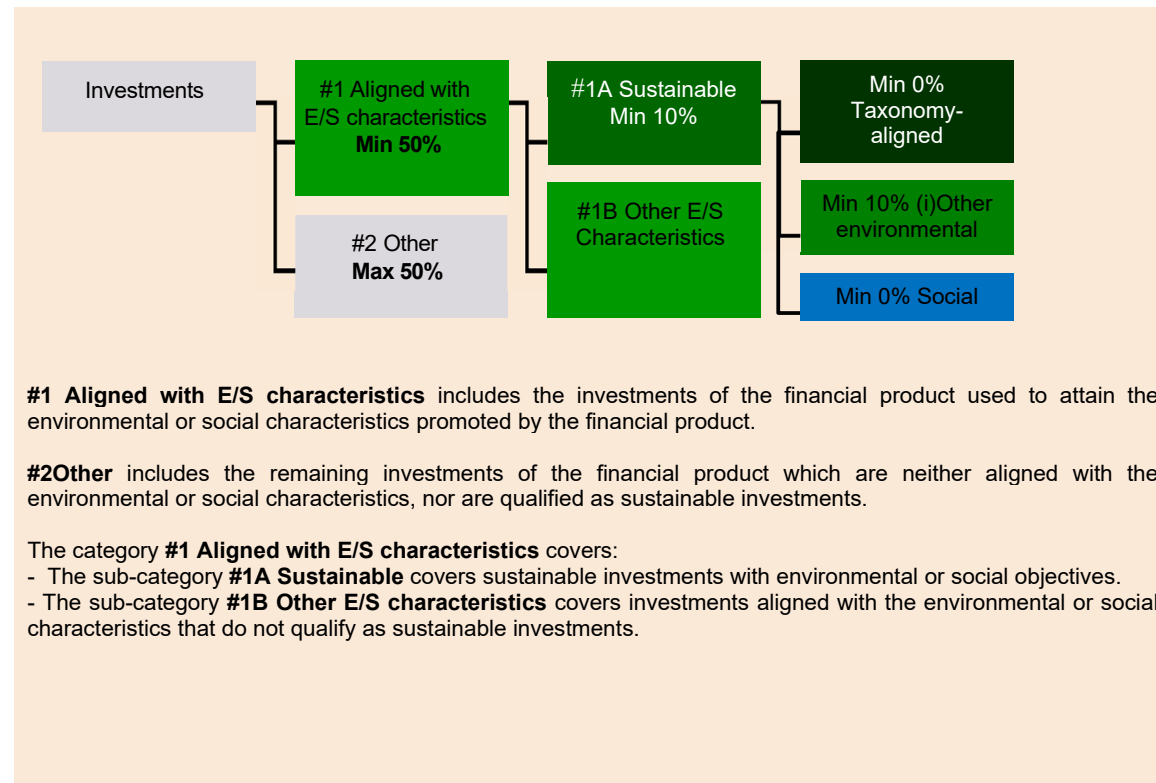 Investments
#1 Aligned with
E/S characteristics
Min 50%
#2 Other
Max 50%
#1A Sustainable
Min 10%
#1B Other E/S
Characteristics
Min 0%
Taxonomy-
aligned
Min 10% (i)Other
environmental
Min 0% Social
#1 Aligned with E/S characteristics includes the investments of the financial product used to attain the
environmental or social characteristics promoted by the financial product.
#2Other includes the remaining investments of the financial product which are neither aligned with the
environmental or social characteristics, nor are qualified as sustainable investments.
The category #1 Aligned with E/S characteristics covers:
- The sub-category #1A Sustainable covers sustainable investments with environmental or social objectives.
- The sub-category #1B Other E/S characteristics covers investments aligned with the environmental or social
characteristics that do not qualify as sustainable investments.